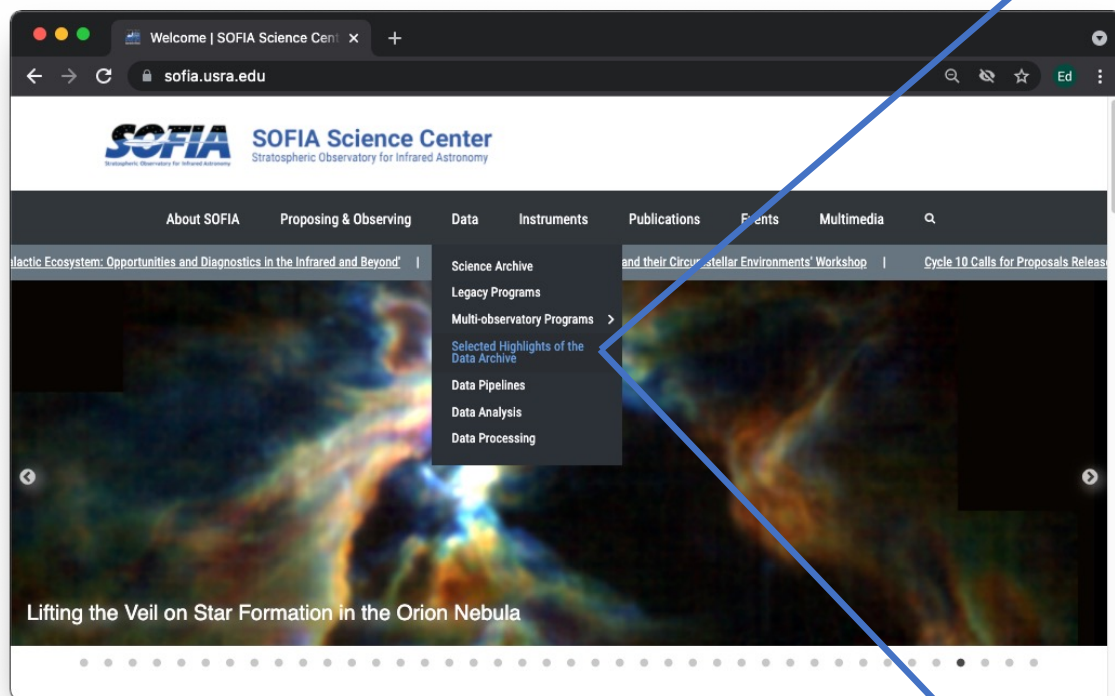 Welcome | SOFIA Science Cent
sofia.usra.edu
Ed
SOFIA
Stratospheric Observatory for Infrared Astronomy
SOFIA Science Center
Stratospheric Observatory for Infrared Astronomy
About SOFIA Proposing & Observing Data Instruments Publications Events Multimedia
alactic Ecosystem: Opportunities and Diagnostics in the Infrared and Beyond' | and their Circumstellar Environments' Workshop | Cycle 10 Calls for Proposals Releas
Science Archive
Legacy Programs
Multi-observatory Programs
Selected Highlights of the
Data Archive
Data Pipelines
Data Analysis
Data Processing
Lifting the Veil on Star Formation in the Orion Nebula